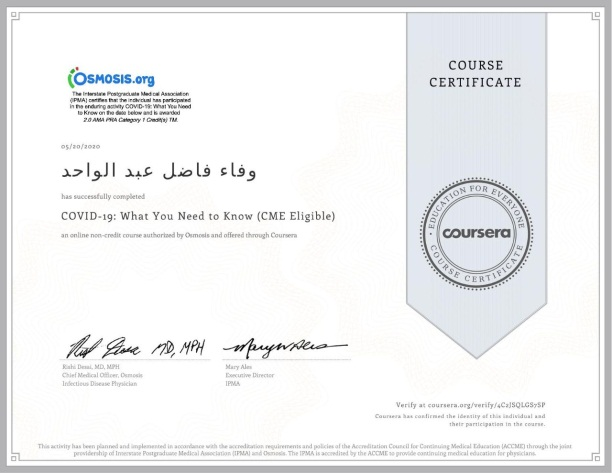 OSMOSIS.org
The Interstate Postgraduate Medical Association
(IPMA) certifies that the individual has participated
in the enduring activity COVID-19: What You Need
to Know on the date below and is awarded
2.0 AMA PRA Category 1 Credit(s) TM.
05/20/2020
وفاء فاضل عبد الواحد
has successfully completed
COVID-19: What You Need to Know (CME Eligible)
an online non-credit course authorized by Osmosis and offered through Coursera
Rishi Desai, MD, MPH
Chief Medical Officer, Osmosis
Infectious Disease Physician
Mary Ales
Executive Director
IPMA
COURSE
CERTIFICATE
EDUCATION FOR EVERYONE
coursera
COURSE CERTIFICATE
Verify at coursera.org/verify/4C2JSQLGS7SP
Coursera has confirmed the identity of this individual and
their participation in the course.
This activity has been planned and implemented in accordance with the accreditation requirements and policies of the Accreditation Council for Continuing Medical Education (ACCME) through the joint
providership of Interstate Postgraduate Medical Association (IPMA) and Osmosis. The IPMA is accredited by the ACCME to provide continuing medical education for physicians.